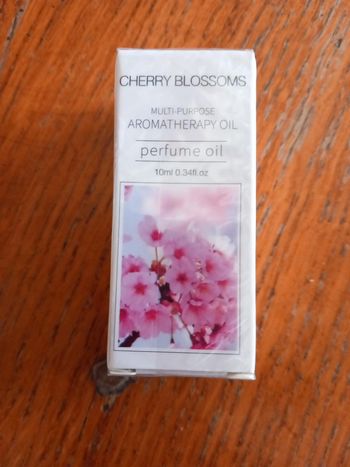 CHERRY BLOSSOMS
MULTI-PURPOSE
AROMATHERAPY OIL
perfume oil
10ml 0.34fl.oz